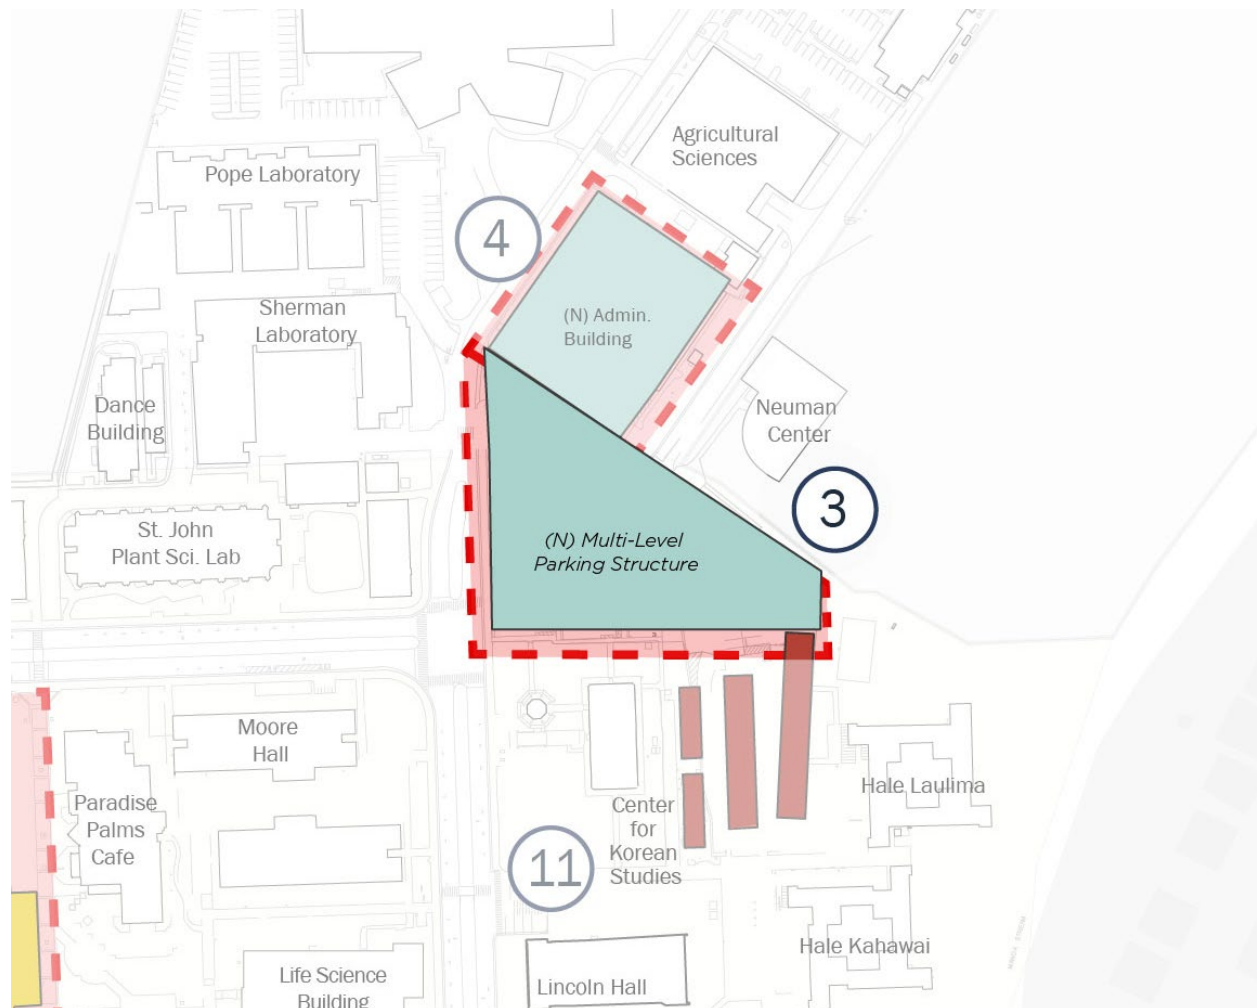 Agricultural
Sciences
Pope Laboratory
4
Sherman
Laboratory
(N) Admin.
Building
Dance
Building
Neuman
Center
3
St. John
Plant Sci. Lab
(N) Multi-Level
Parking Structure
Moore
Hall
Paradise
Palms
Cafe
Hale Laulima
Center
for
Korean
Studies
11
Hale Kahawai
Life Science
Building
Lincoln Hall